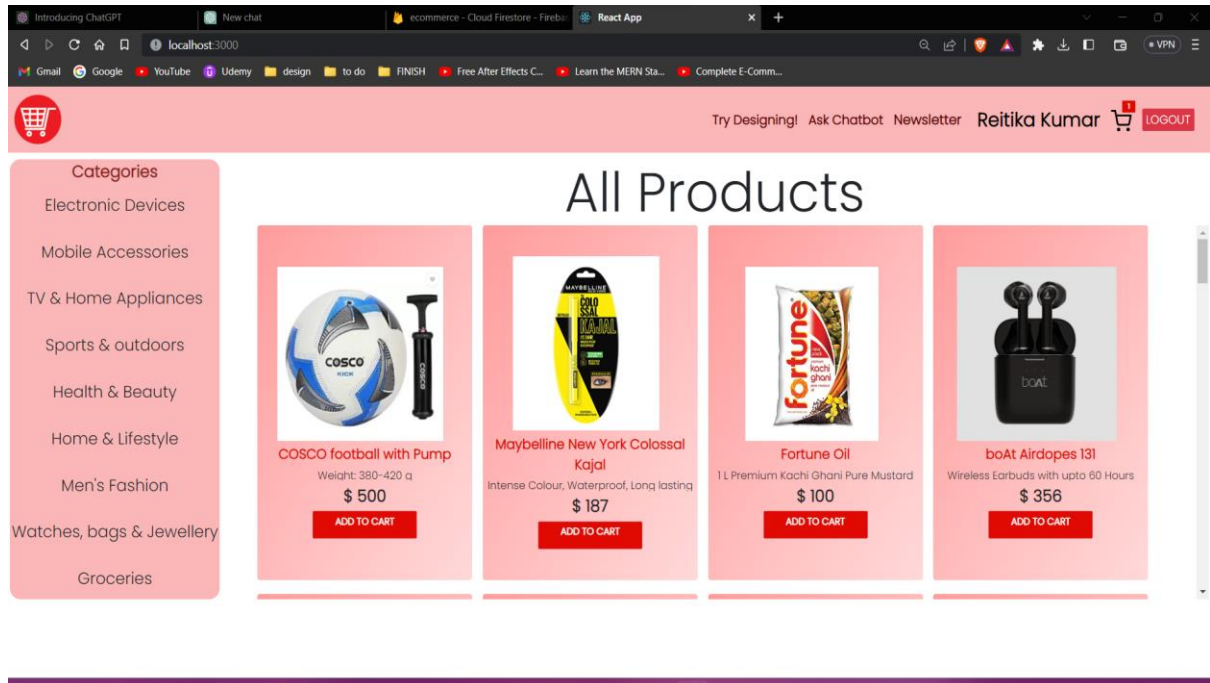 Introducing ChatGPT
New chat
ecommerce - Cloud Firestore - Fireba
React App
localhost:3000
VPN
Gmail
Google
YouTube
Udemy
design
to do
FINISH
Free After Effects C...
Learn the MERN Sta...
Complete E-Comm...
Try Designing!
Ask Chatbot
Newsletter
Reitika Kumar
1
LOGOUT
Categories
Electronic Devices
Mobile Accessories
TV & Home Appliances
Sports & outdoors
Health & Beauty
Home & Lifestyle
Men's Fashion
Watches, bags & Jewellery
Groceries
All Products
COSCO
COSCO
COSCO football with Pump
Weight: 380-420 g
$ 500
ADD TO CART
MAYBELLINE
COLO
SSAL
KAJAL
Maybelline New York Colossal
Kajal
Intense Colour, Waterproof, Long lasting
$ 187
ADD TO CART
fortune
kachi
ghani
Fortune Oil
1 L Premium Kachi Ghani Pure Mustard
$ 100
ADD TO CART
boAt
boAt Airdopes 131
Wireless Earbuds with upto 60 Hours
$ 356
ADD TO CART